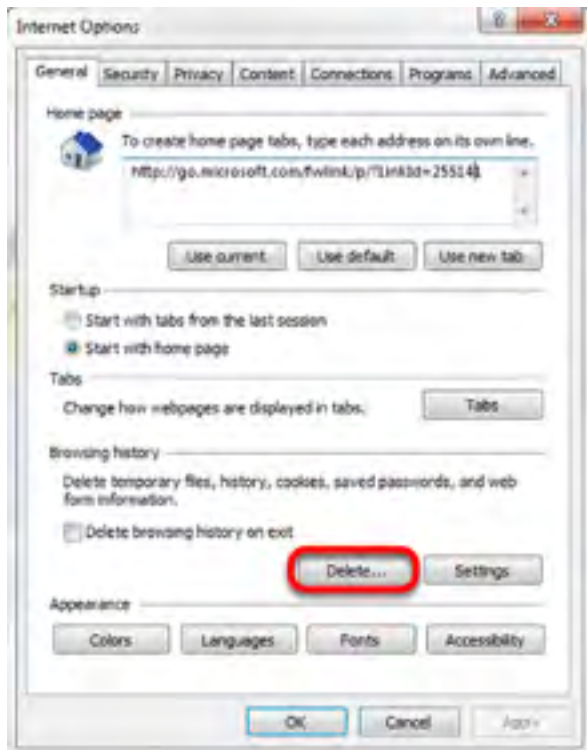 Internet Options
General Security Privacy Content Connections Programs Advanced
Home page
To create home page tabs, type each address on its own line.
http://go.microsoft.com/fwlink/p/?LinkId=255141
Use current Use default Use new tab
Startup
Start with tabs from the last session
Start with home page
Tabs
Change how webpages are displayed in tabs. Tabs
Browsing history
Delete temporary files, history, cookies, saved passwords, and web
form information.
Delete browsing history on exit
Delete... Settings
Appearance
Colors Languages Fonts Accessibility
OK Cancel Apply